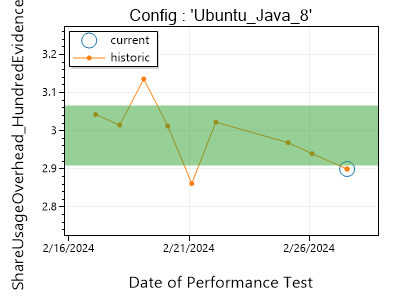 Config : 'Ubuntu_Java_8'
ShareUsageOverhead_HundredEvidence
current
historic
3.2
3.1
3
2.9
2.8
2/16/2024
2/21/2024
2/26/2024
Date of Performance Test